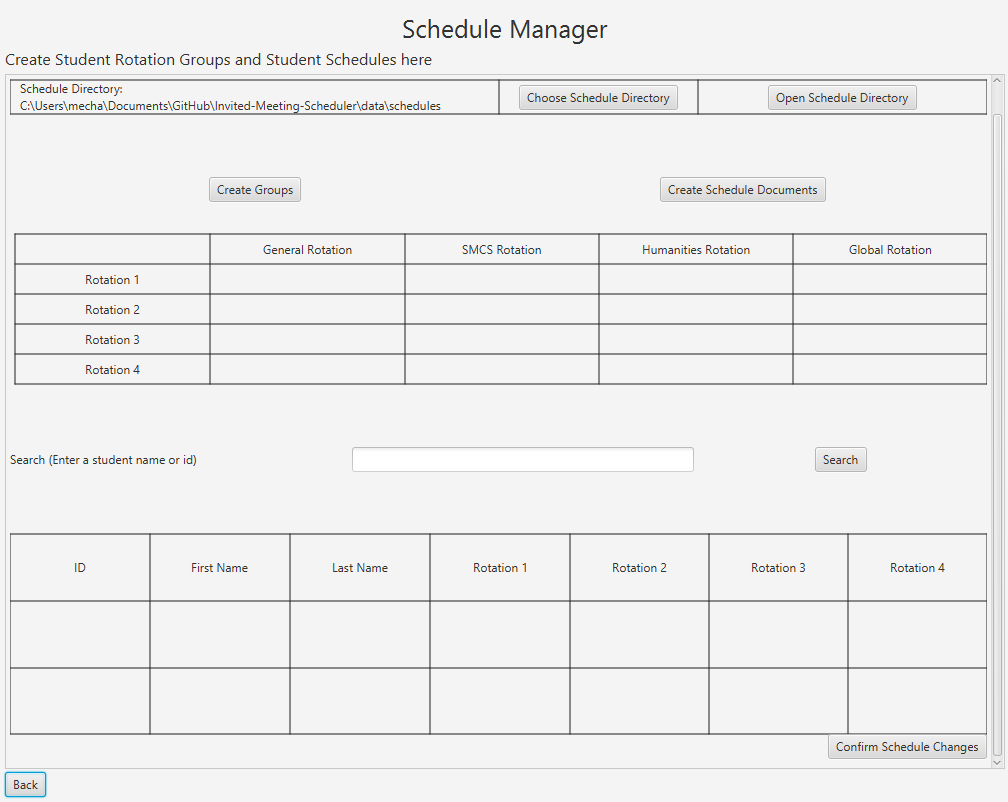 Schedule Manager
Create Student Rotation Groups and Student Schedules here
Schedule Directory:
C:\Users\mecha\Documents\GitHub\Invited-Meeting-Scheduler\data\schedules
Choose Schedule Directory
Open Schedule Directory
Create Groups
Create Schedule Documents
General Rotation
SMCS Rotation
Humanities Rotation
Global Rotation
Rotation 1
Rotation 2
Rotation 3
Rotation 4
Search (Enter a student name or id)
Search
ID
First Name
Last Name
Rotation 1
Rotation 2
Rotation 3
Rotation 4
Confirm Schedule Changes
Back